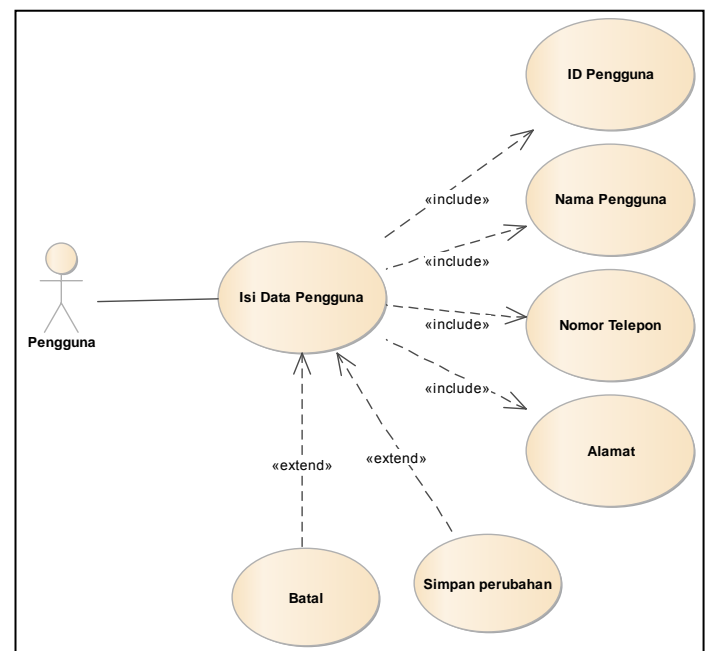 ID Pengguna
«include»
Nama Pengguna
«include»
Isi Data Pengguna
Pengguna
«include»
Nomor Telepon
«include»
Alamat
«extend»
«extend»
Batal
Simpan perubahan